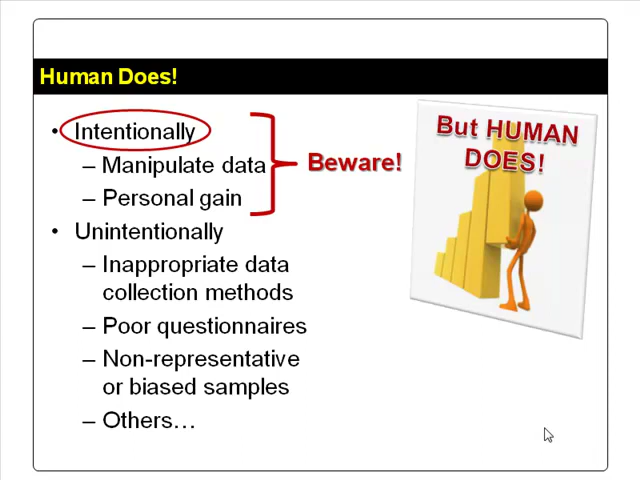 Human Does!
• Intentionally
– Manipulate data
– Personal gain
Beware!
• Unintentionally
– Inappropriate data
collection methods
– Poor questionnaires
– Non-representative
or biased samples
– Others…
But HUMAN
DOES!